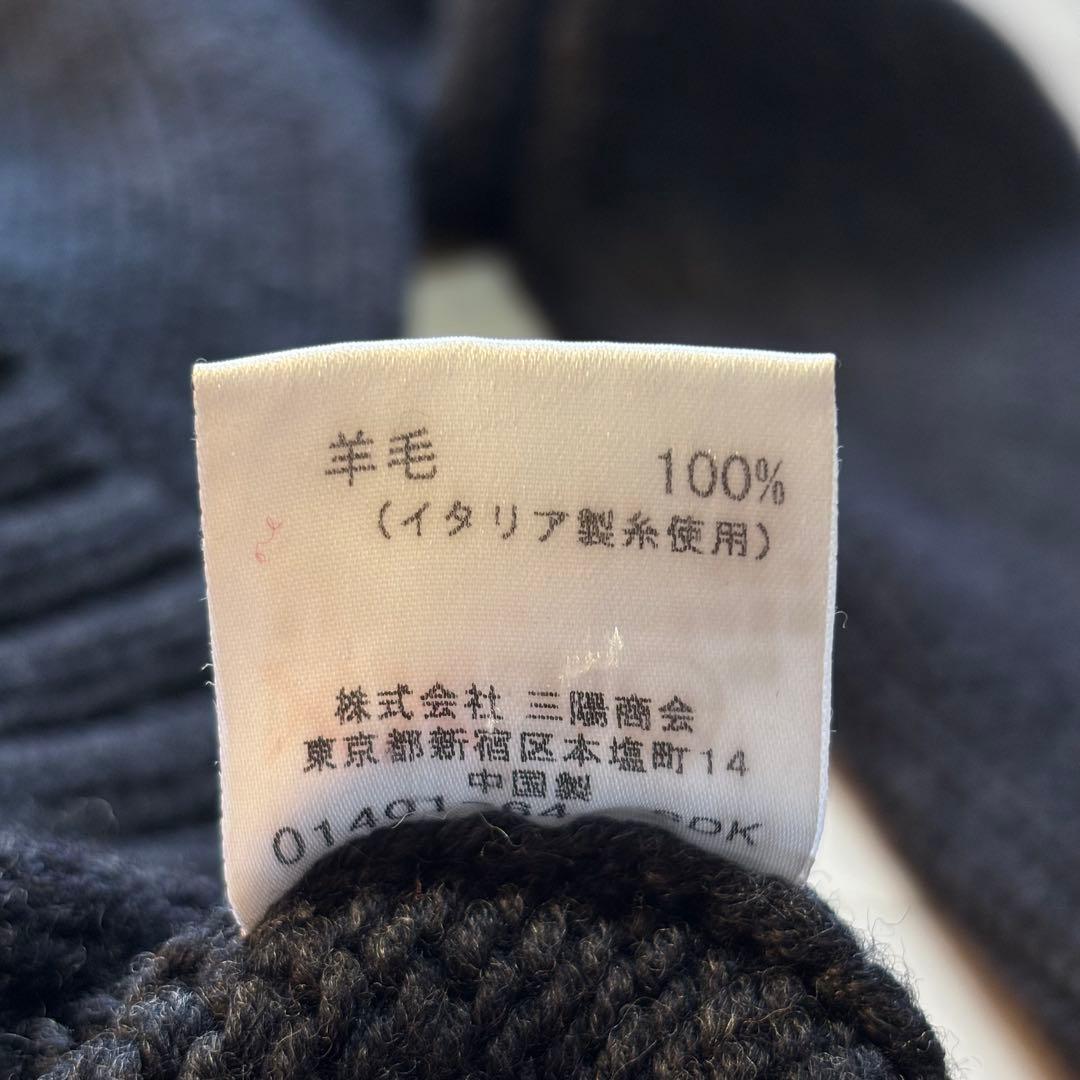 羊毛 100%
(イタリア製糸使用)
株式会社 三陽商会
東京都新宿区本塩町14
中国製